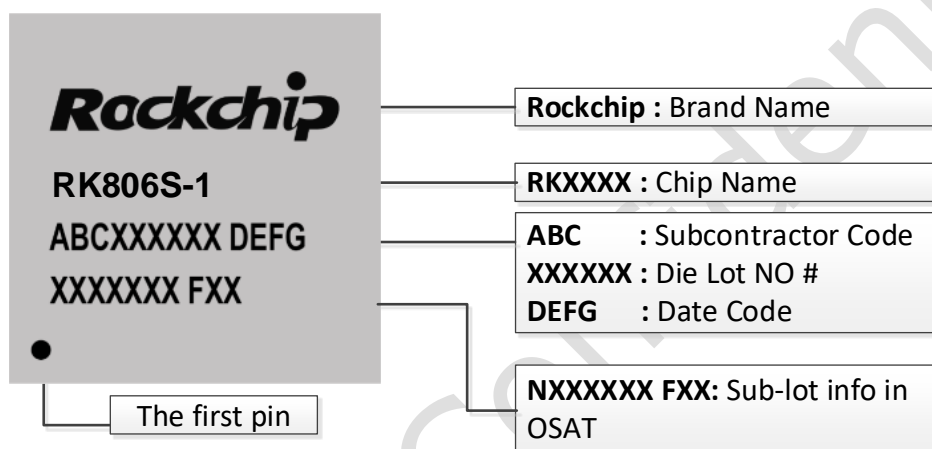 Rockchip
RK806S-1
ABCXXXXXX DEFG
XXXXXXX FXX
The first pin
Rockchip : Brand Name
RKXXXX : Chip Name
ABC : Subcontractor Code
XXXXXX : Die Lot NO #
DEFG : Date Code
NXXXXXX FXX: Sub-lot info in
OSAT